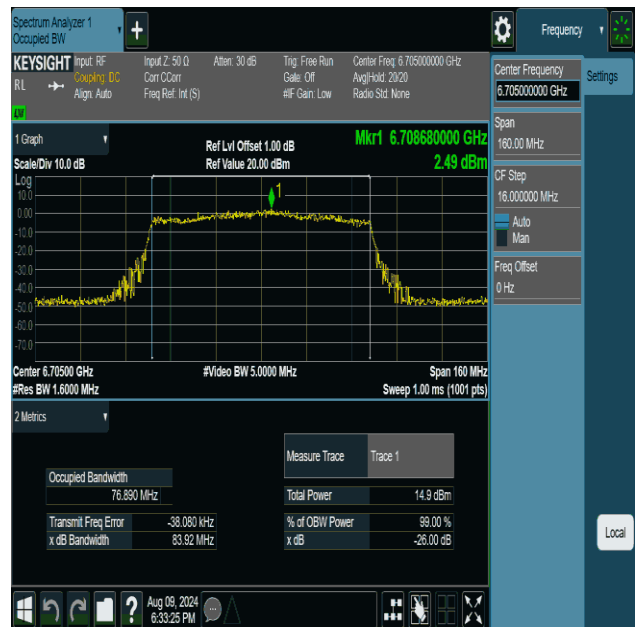 Spectrum Analyzer 1
Occupied BW
Frequency
KEYSIGHT
RL
Input: RF
Coupling: DC
Align: Auto
Input Z: 50 Ω
Corr CCorr
Freq Ref: Int (S)
Atten: 30 dB
Trig: Free Run
Gate: Off
#IF Gain: Low
Center Freq: 6.705000000 GHz
Avg|Hold: 20/20
Radio Std: None
Center Frequency
6.705000000 GHz
Settings
Span
160.00 MHz
CF Step
16.000000 MHz
Auto
Man
Freq Offset
0 Hz
1 Graph
Scale/Div 10.0 dB
Ref Lvl Offset 1.00 dB
Ref Value 20.00 dBm
Mkr1 6.708680000 GHz
2.49 dBm
Log
10.0
0.00
-10.0
-20.0
-30.0
-40.0
-50.0
-60.0
-70.0
1
Center 6.70500 GHz
#Video BW 5.0000 MHz
Span 160 MHz
#Res BW 1.6000 MHz
Sweep 1.00 ms (1001 pts)
2 Metrics
Measure Trace
Trace 1
Occupied Bandwidth
76.890 MHz
Total Power
14.9 dBm
Transmit Freq Error
-38.080 kHz
% of OBW Power
99.00 %
x dB Bandwidth
83.92 MHz
x dB
-26.00 dB
Local
?
Aug 09, 2024
6:33:25 PM